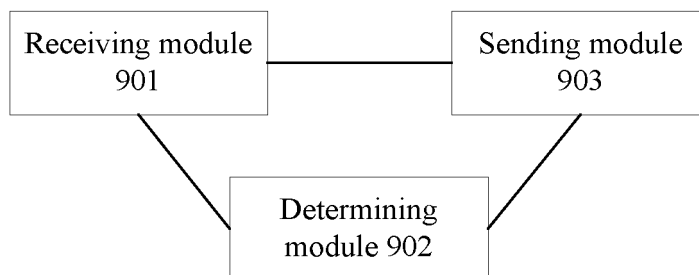 Receiving module
901
Sending module
903
Determining
module 902